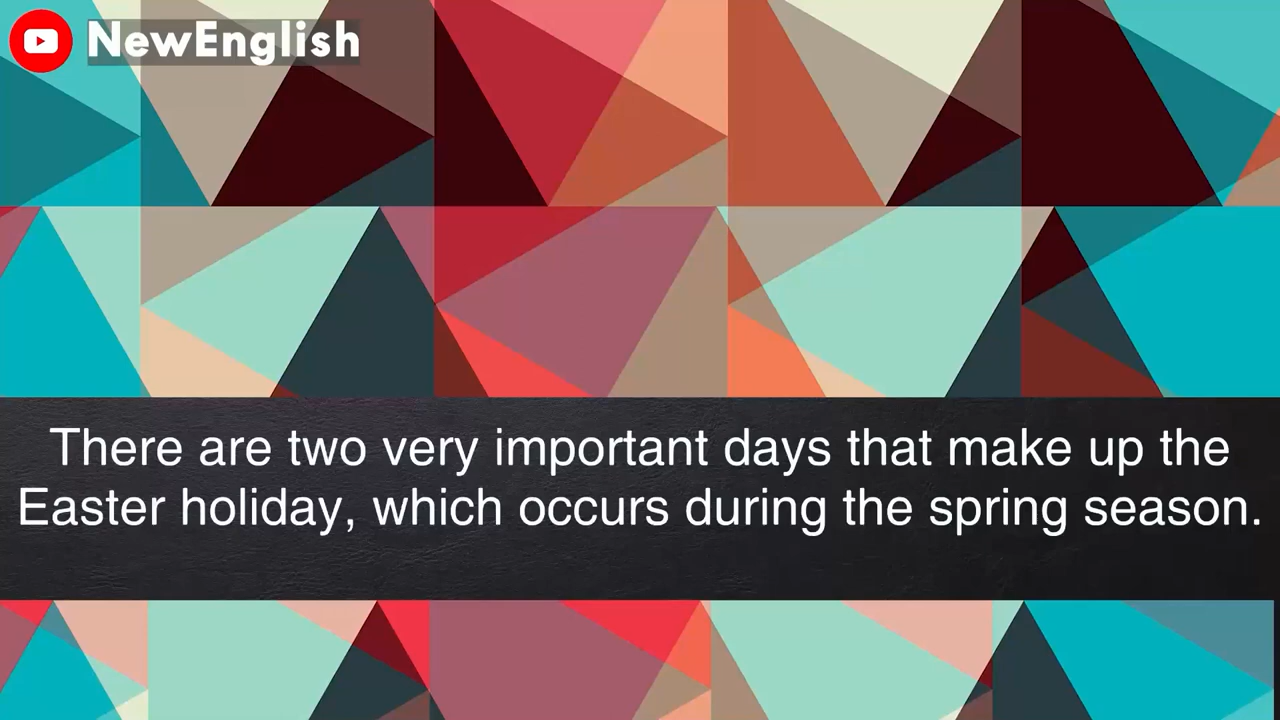 NewEnglish
There are two very important days that make up the
Easter holiday, which occurs during the spring season.